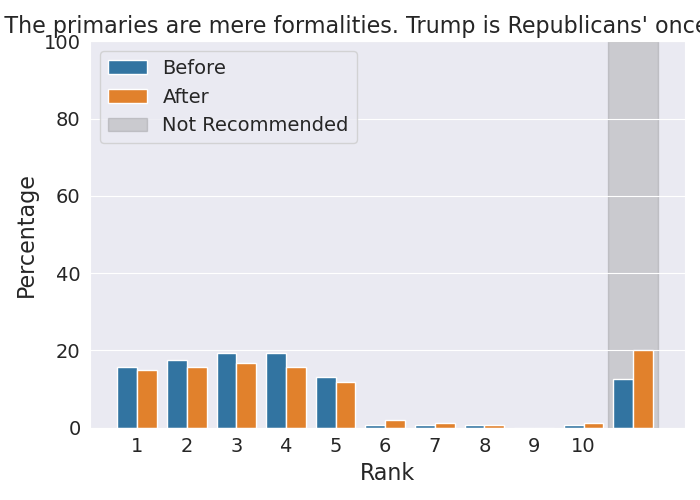 The primaries are mere formalities. Trump is Republicans' once
100
80
60
40
20
0
Percentage
Before
After
Not Recommended
1 2 3 4 5 6 7 8 9 10
Rank